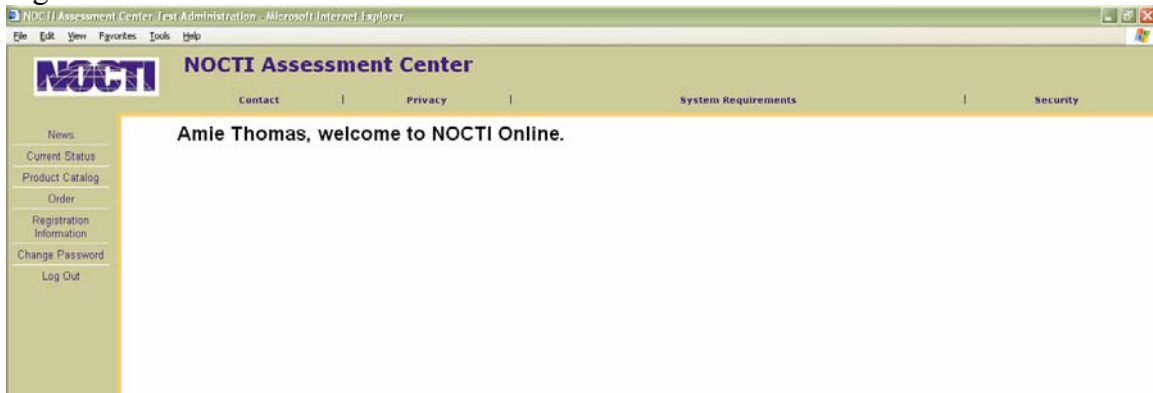 NOCTI Assessment Center Test Administration - Microsoft Internet Explorer
File Edit View Favorites Tools Help
NOCTI
NOCTI Assessment Center
Contact | Privacy | System Requirements | Security
News
Current Status
Product Catalog
Order
Registration
Information
Change Password
Log Out
Amie Thomas, welcome to NOCTI Online.